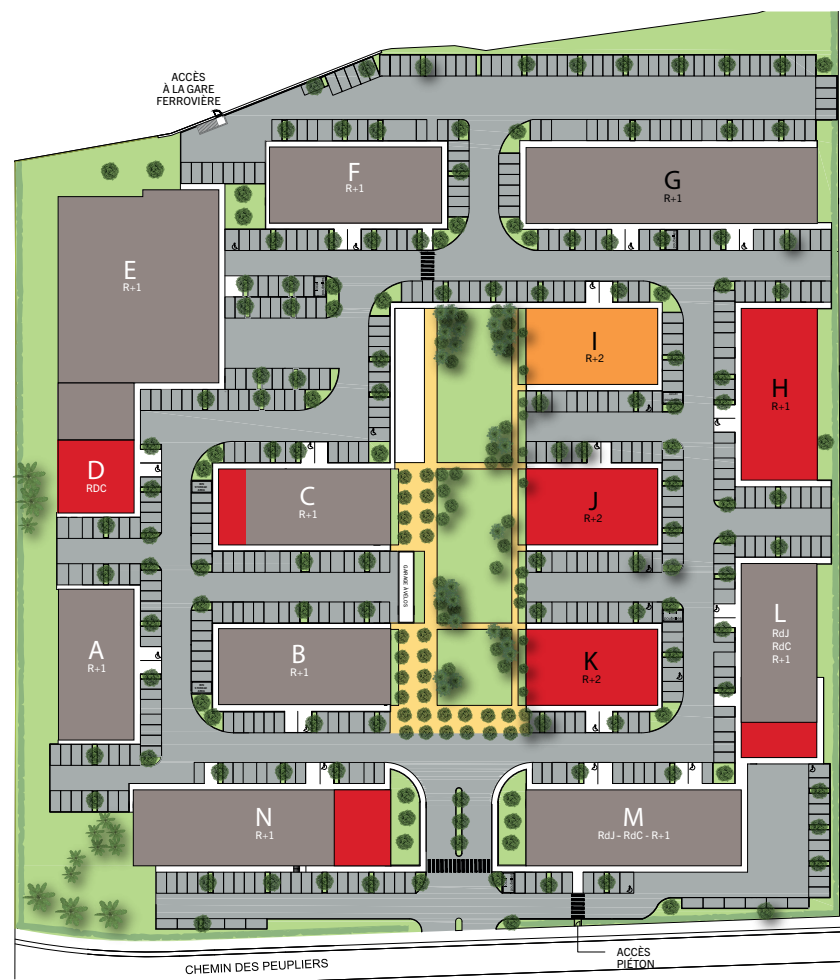 ACCÈS
À LA GARE
FERROVIÈRE
F
R+1
G
R+1
E
R+1
I
R+2
H
R+1
D
RDC
C
R+1
J
R+2
GARAGE À VÉLOS
A
R+1
B
R+1
K
R+2
L
RdJ
RdC
R+1
N
R+1
M
RdJ - RdC - R+1
CHEMIN DES PEUPLIERS
ACCÈS
PIÉTON